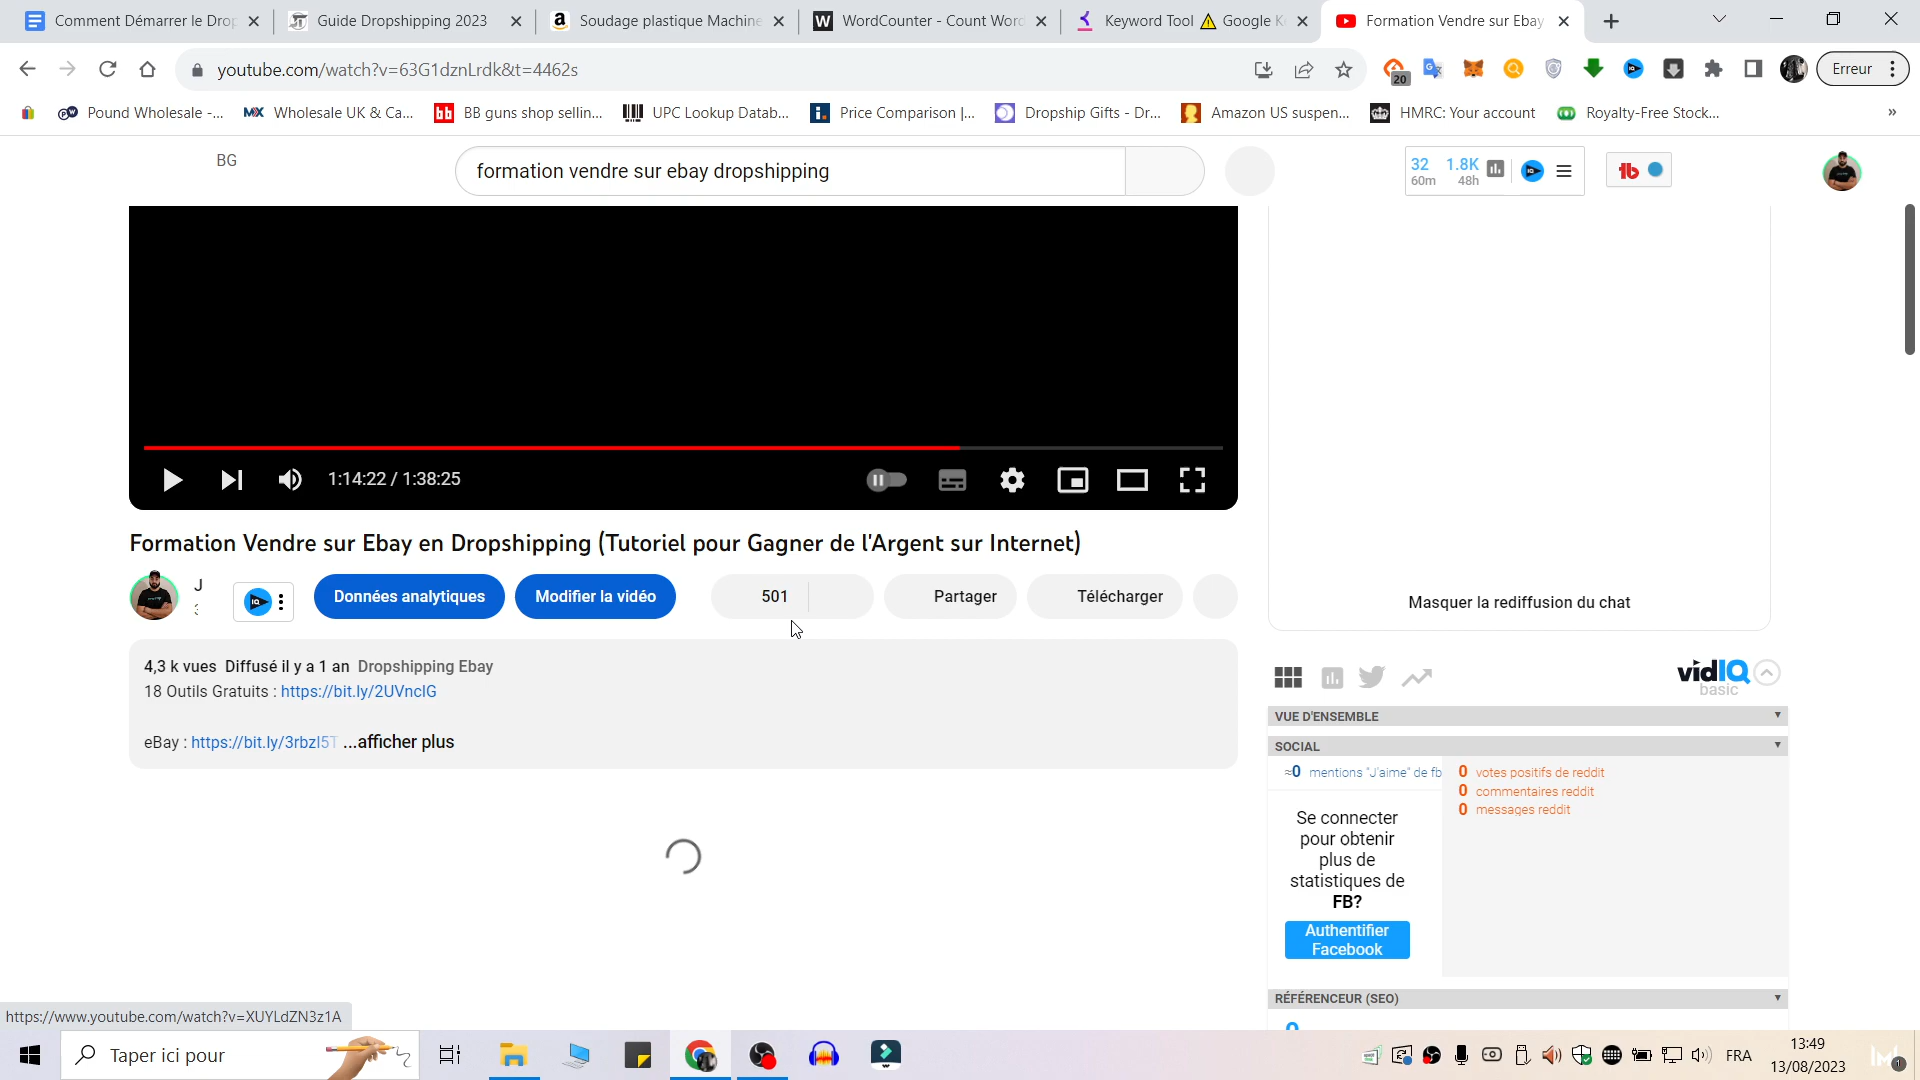 Comment Démarrer le Drop
Guide Dropshipping 2023
Soudage plastique Machine
WordCounter - Count Word
Keyword Tool ⚠ Google K
Formation Vendre sur Ebay
youtube.com/watch?v=63G1dznLrdk&t=4462s
20
Erreur
Pound Wholesale -...
Wholesale UK & Ca...
BB guns shop sellin...
UPC Lookup Datab...
Price Comparison |...
Dropship Gifts - Dr...
Amazon US suspen...
HMRC: Your account
Royalty-Free Stock...
»
BG
formation vendre sur ebay dropshipping
32 1.8K
60m 48h
1:14:22 / 1:38:25
Formation Vendre sur Ebay en Dropshipping (Tutoriel pour Gagner de l'Argent sur Internet)
J
Données analytiques
Modifier la vidéo
501
Partager
Télécharger
4,3 k vues Diffusé il y a 1 an Dropshipping Ebay
18 Outils Gratuits : https://bit.ly/2UVnclG
eBay : https://bit.ly/3rbzI5T ...afficher plus
Masquer la rediffusion du chat
vidIQ
basic
VUE D'ENSEMBLE
SOCIAL
≈0 mentions "J'aime" de fb
0 votes positifs de reddit
0 commentaires reddit
0 messages reddit
Se connecter
pour obtenir
plus de
statistiques de
FB?
Authentifier
Facebook
RÉFÉRENCEUR (SEO)
https://www.youtube.com/watch?v=XUYLdZN3z1A
Taper ici pour
FRA
13:49
13/08/2023
1